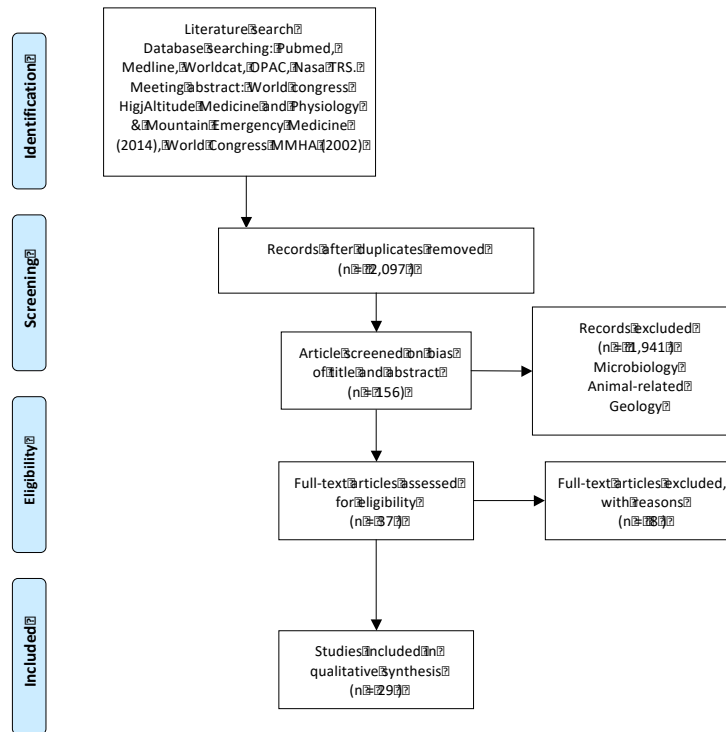 Identification
Literature search
Database searching: Pubmed,
Medline, Worldcat, OPAC, Nasa TRS.
Meeting abstract: World congress
HigjAltitude Medicine and Physiology
& Mountain Emergency Medicine
(2014), World Congress MMHA (2002)
Screening
Records after duplicates removed
(n = 2,097 )
Article screened on bias
of title and abstract
(n = 156)
Records excluded
(n = 1,941 )
Microbiology
Animal-related
Geology
Eligibility
Full-text articles assessed
for eligibility
(n = 37 )
Full-text articles excluded,
with reasons
(n = 8 )
Included
Studies included in
qualitative synthesis
(n = 29 )